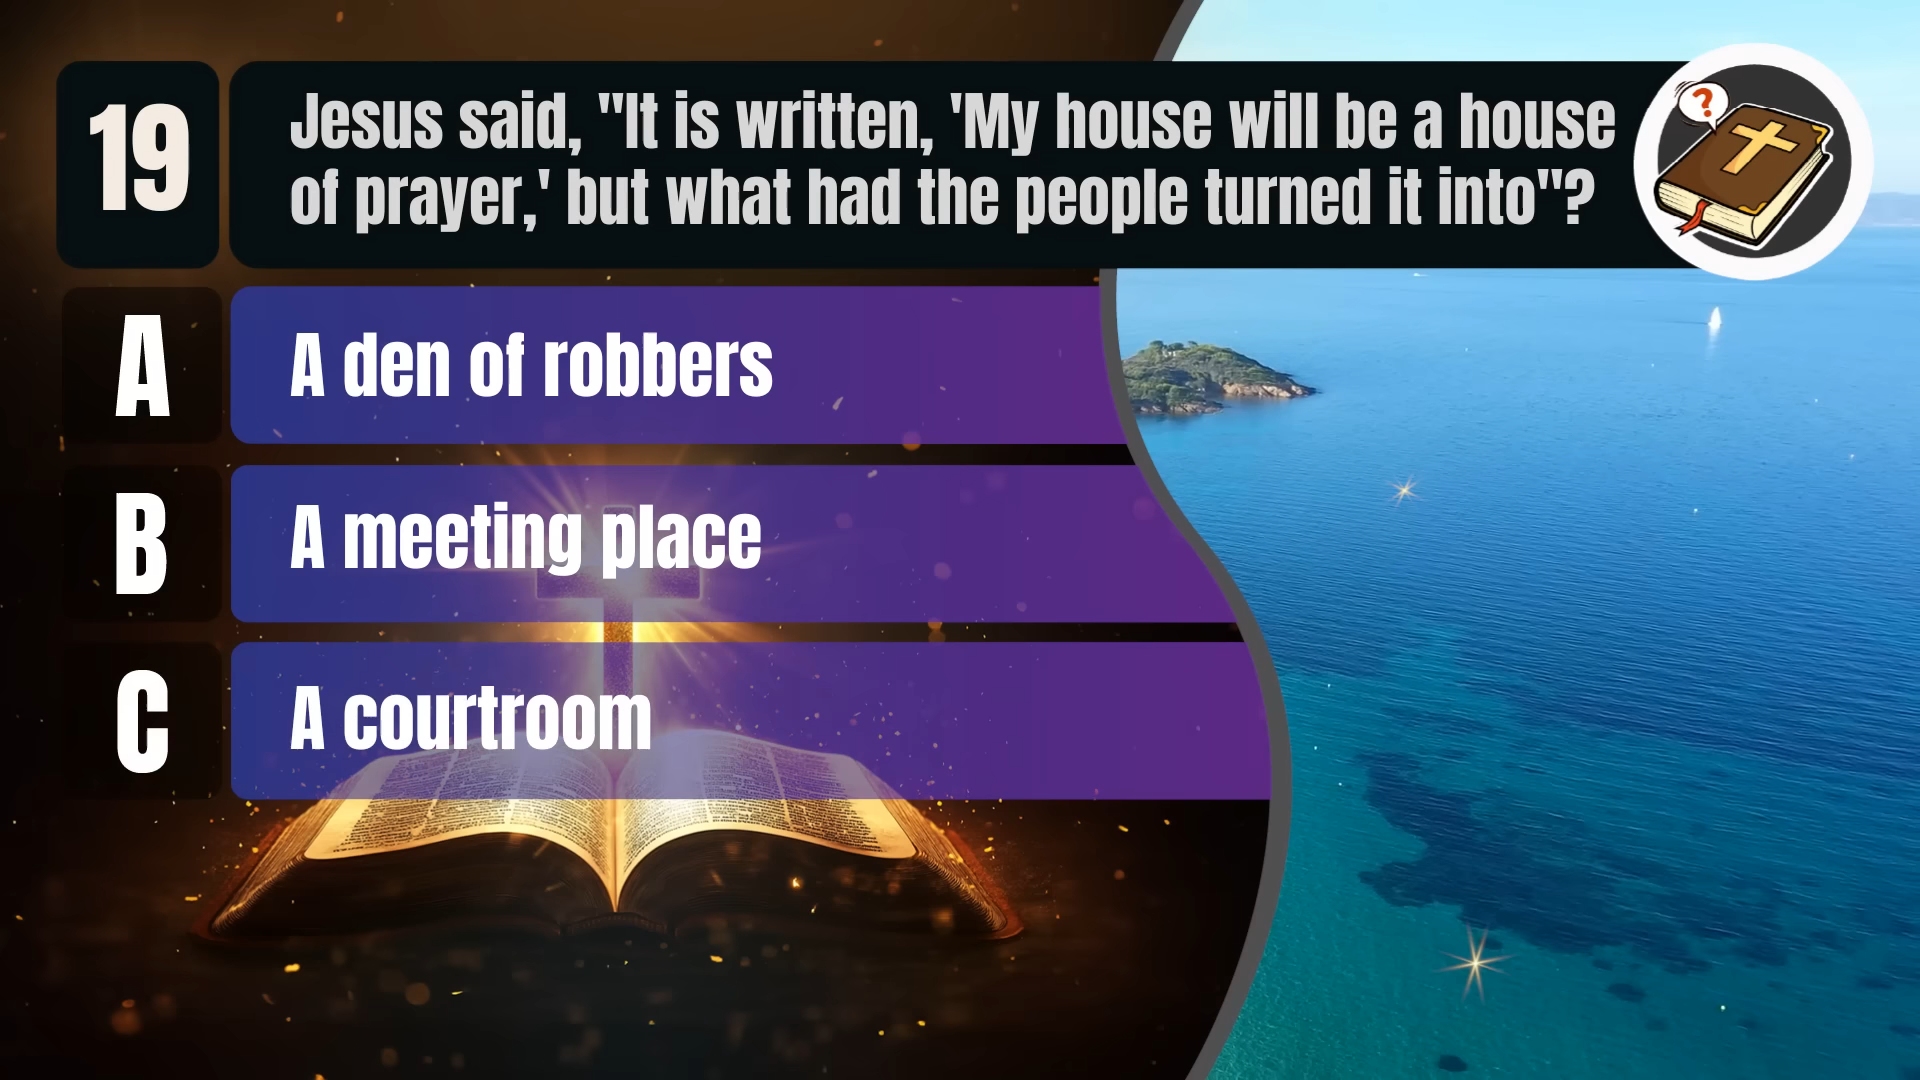 19
Jesus said, "It is written, 'My house will be a house
of prayer,' but what had the people turned it into"?
?
A
A den of robbers
B
A meeting place
C
A courtroom